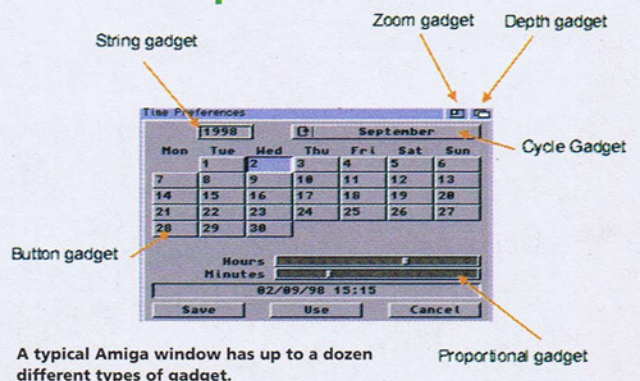 Zoom gadget Depth gadget
String gadget
Time Preferences
1998 September
Cycle Gadget
Mon Tue Wed Thu Fri Sat Sun
1 2 3 4 5 6
7 8 9 10 11 12 13
14 15 16 17 18 19 20
21 22 23 24 25 26 27
28 29 30
Button gadget
Hours
Minutes
02/09/98 15:15
Save Use Cancel
A typical Amiga window has up to a dozen
different types of gadget.
Proportional gadget